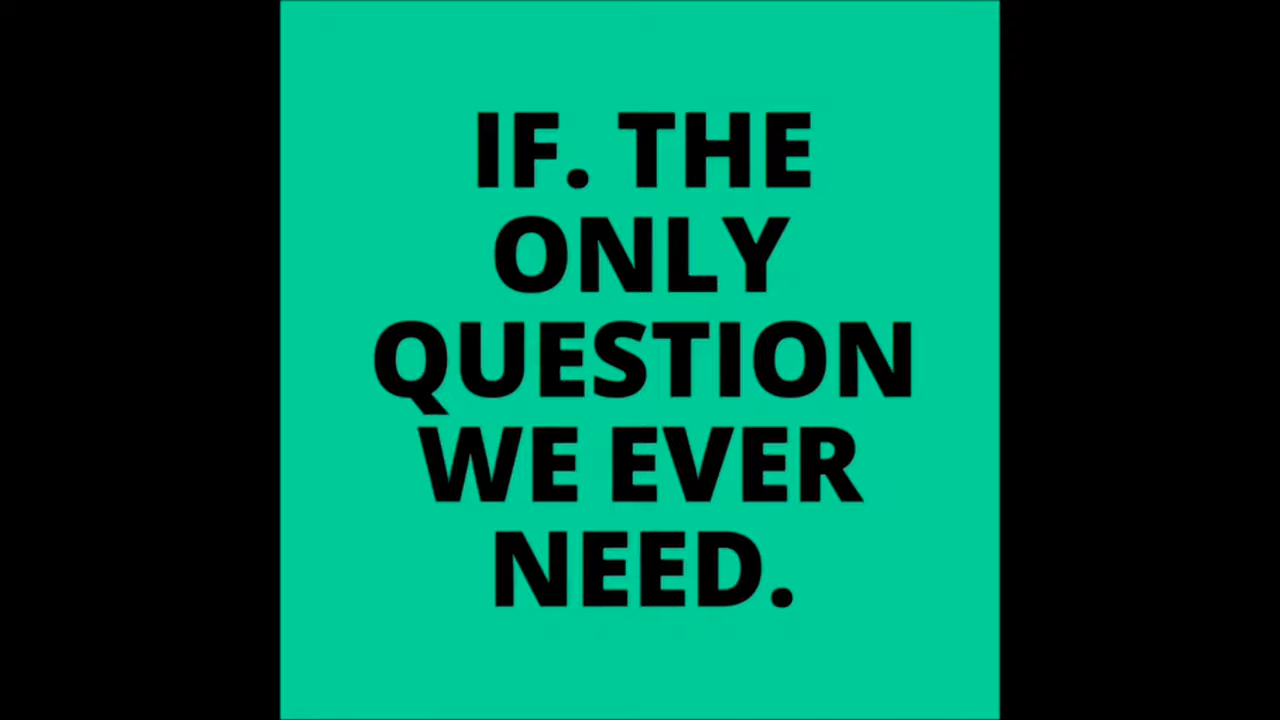 IF. THE
ONLY
QUESTION
WE EVER
NEED.